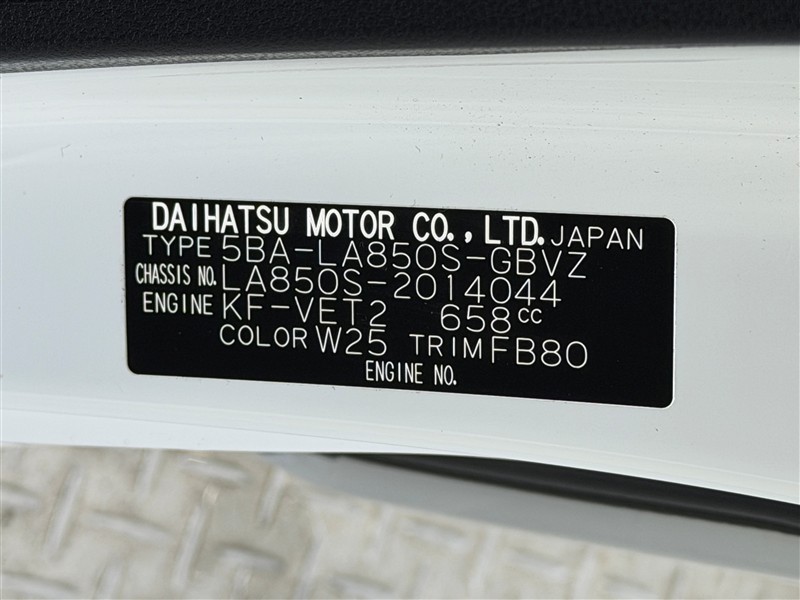 DAIHATSU MOTOR CO., LTD. JAPAN
TYPE 5BA-LA850S-GBVZ
CHASSIS NO. LA850S-2014044
ENGINE KF-VET2 658cc
COLOR W25 TRIM FB80
ENGINE NO.